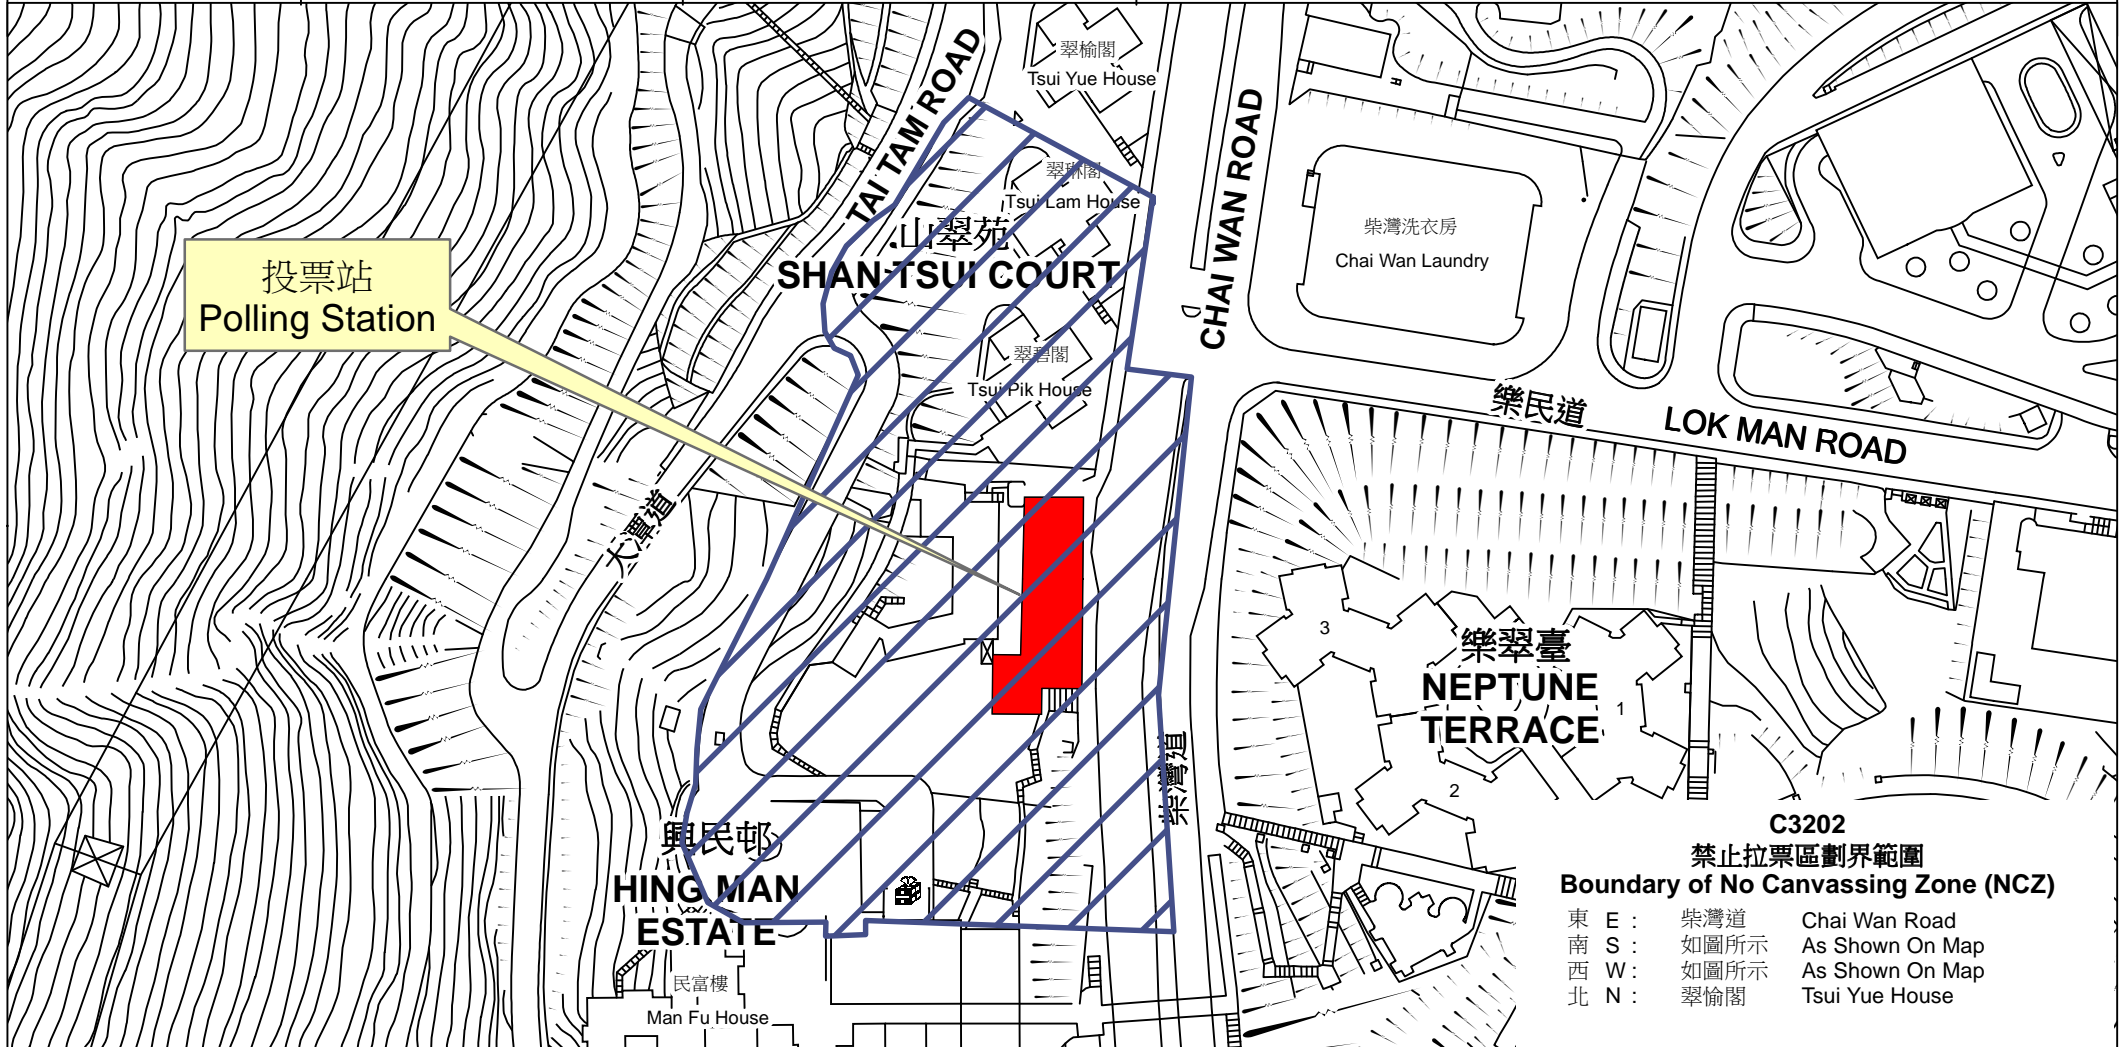 翠榆閣
Tsui Yue House
TAI TAM ROAD
CHAI WAN ROAD
翠琳閣
Tsui Lam House
山翠苑
SHAN TSUI COURT
柴灣洗衣房
Chai Wan Laundry
投票站
Polling Station
翠碧閣
Tsui Pik House
樂民道
LOK MAN ROAD
大潭道
3
樂翠臺
NEPTUNE
TERRACE
1
2
柴灣道
興民邨
HING MAN
ESTATE
民富樓
Man Fu House
C3202
禁止拉票區劃界範圍
Boundary of No Canvassing Zone (NCZ)
東 E : 柴灣道 Chai Wan Road
南 S : 如圖所示 As Shown On Map
西 W : 如圖所示 As Shown On Map
北 N : 翠愉閣 Tsui Yue House